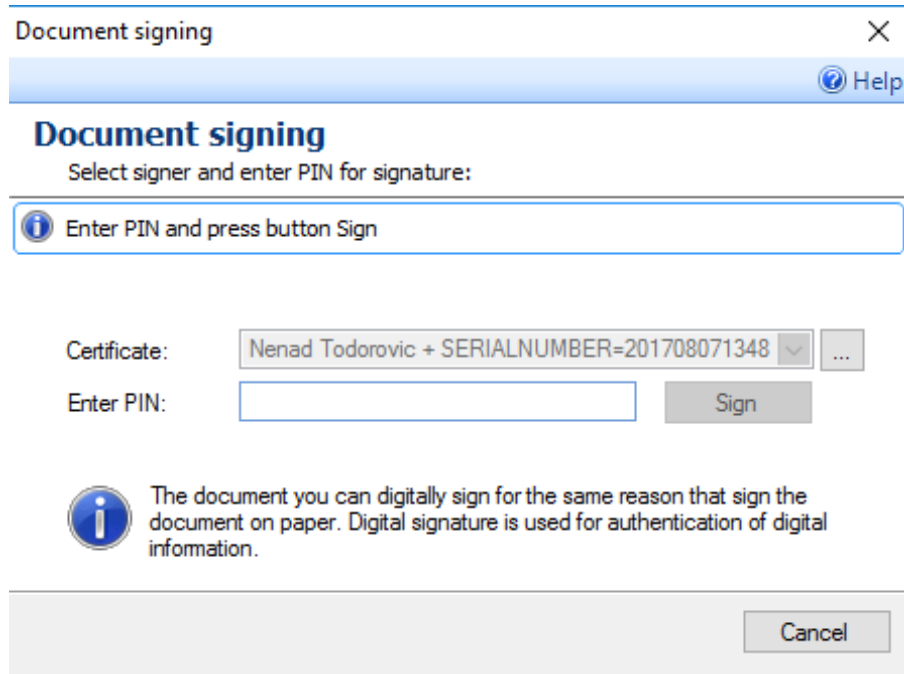 Document signing
Help
Document signing
Select signer and enter PIN for signature:
Enter PIN and press button Sign
Certificate: Nenad Todorovic + SERIALNUMBER=201708071348 ...
Enter PIN: Sign
The document you can digitally sign for the same reason that sign the
document on paper. Digital signature is used for authentication of digital
information.
Cancel